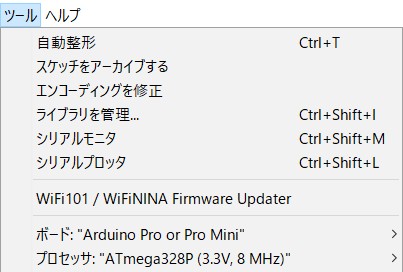 ツール ヘルプ
自動整形 Ctrl+T
スケッチをアーカイブする
エンコーディングを修正
ライブラリを管理... Ctrl+Shift+I
シリアルモニタ Ctrl+Shift+M
シリアルプロッタ Ctrl+Shift+L
WiFi101 / WiFiNINA Firmware Updater
ボード: "Arduino Pro or Pro Mini"
プロセッサ: "ATmega328P (3.3V, 8 MHz)"